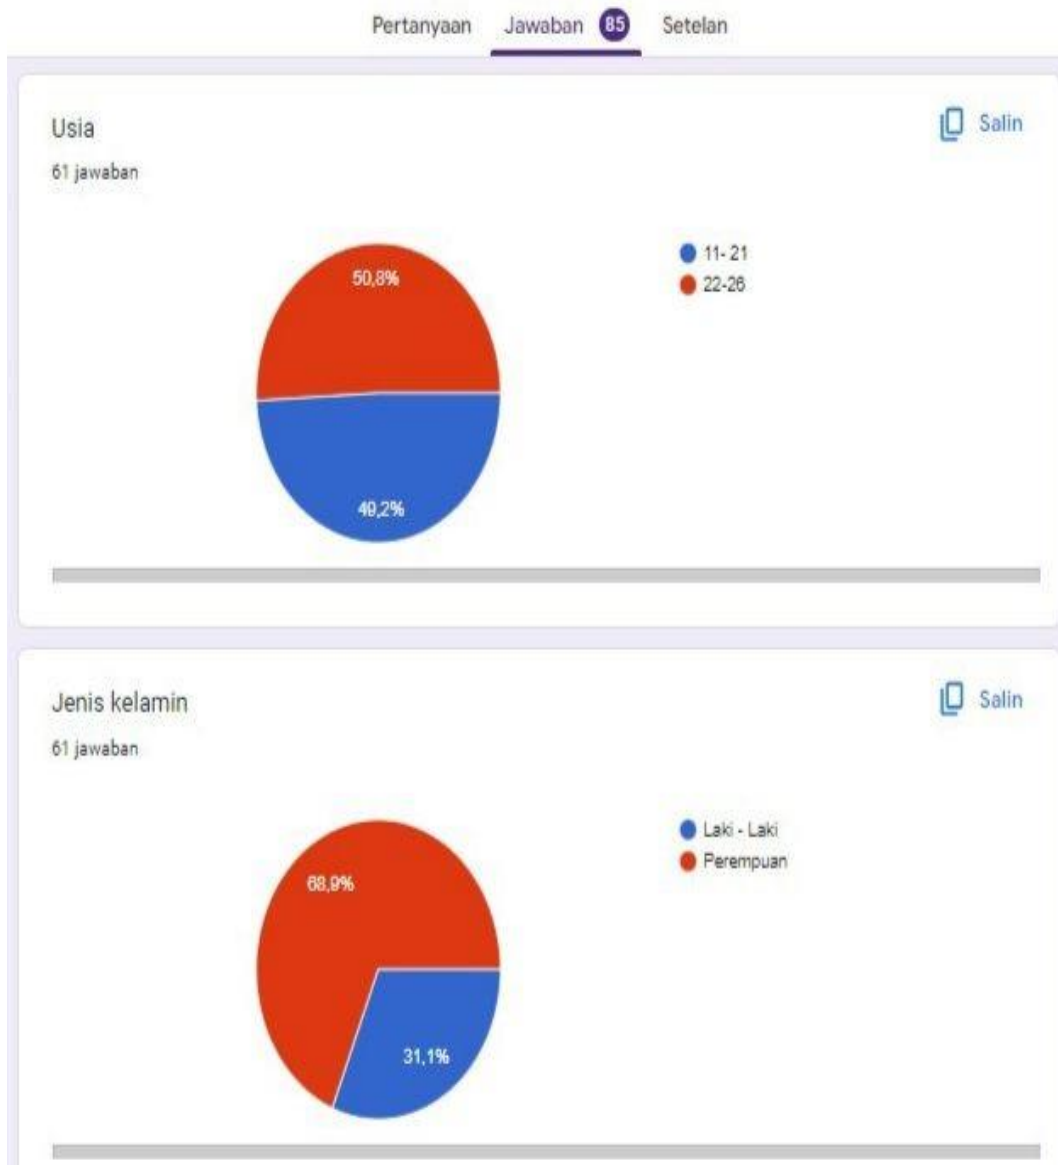 Pertanyaan Jawaban 85 Setelan
Usia
Salin
61 jawaban
11- 21
22-26
50,8%
49,2%
Jenis kelamin
Salin
61 jawaban
Laki - Laki
Perempuan
68,9%
31,1%